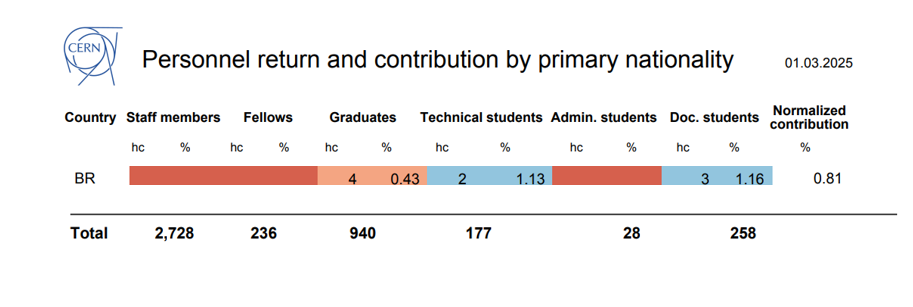 CERN
Personnel return and contribution by primary nationality 01.03.2025
Country Staff members Fellows Graduates Technical students Admin. students Doc. students Normalized contribution
hc % hc % hc % hc % hc % hc % %
BR 4 0.43 2 1.13 3 1.16 0.81
Total 2,728 236 940 177 28 258